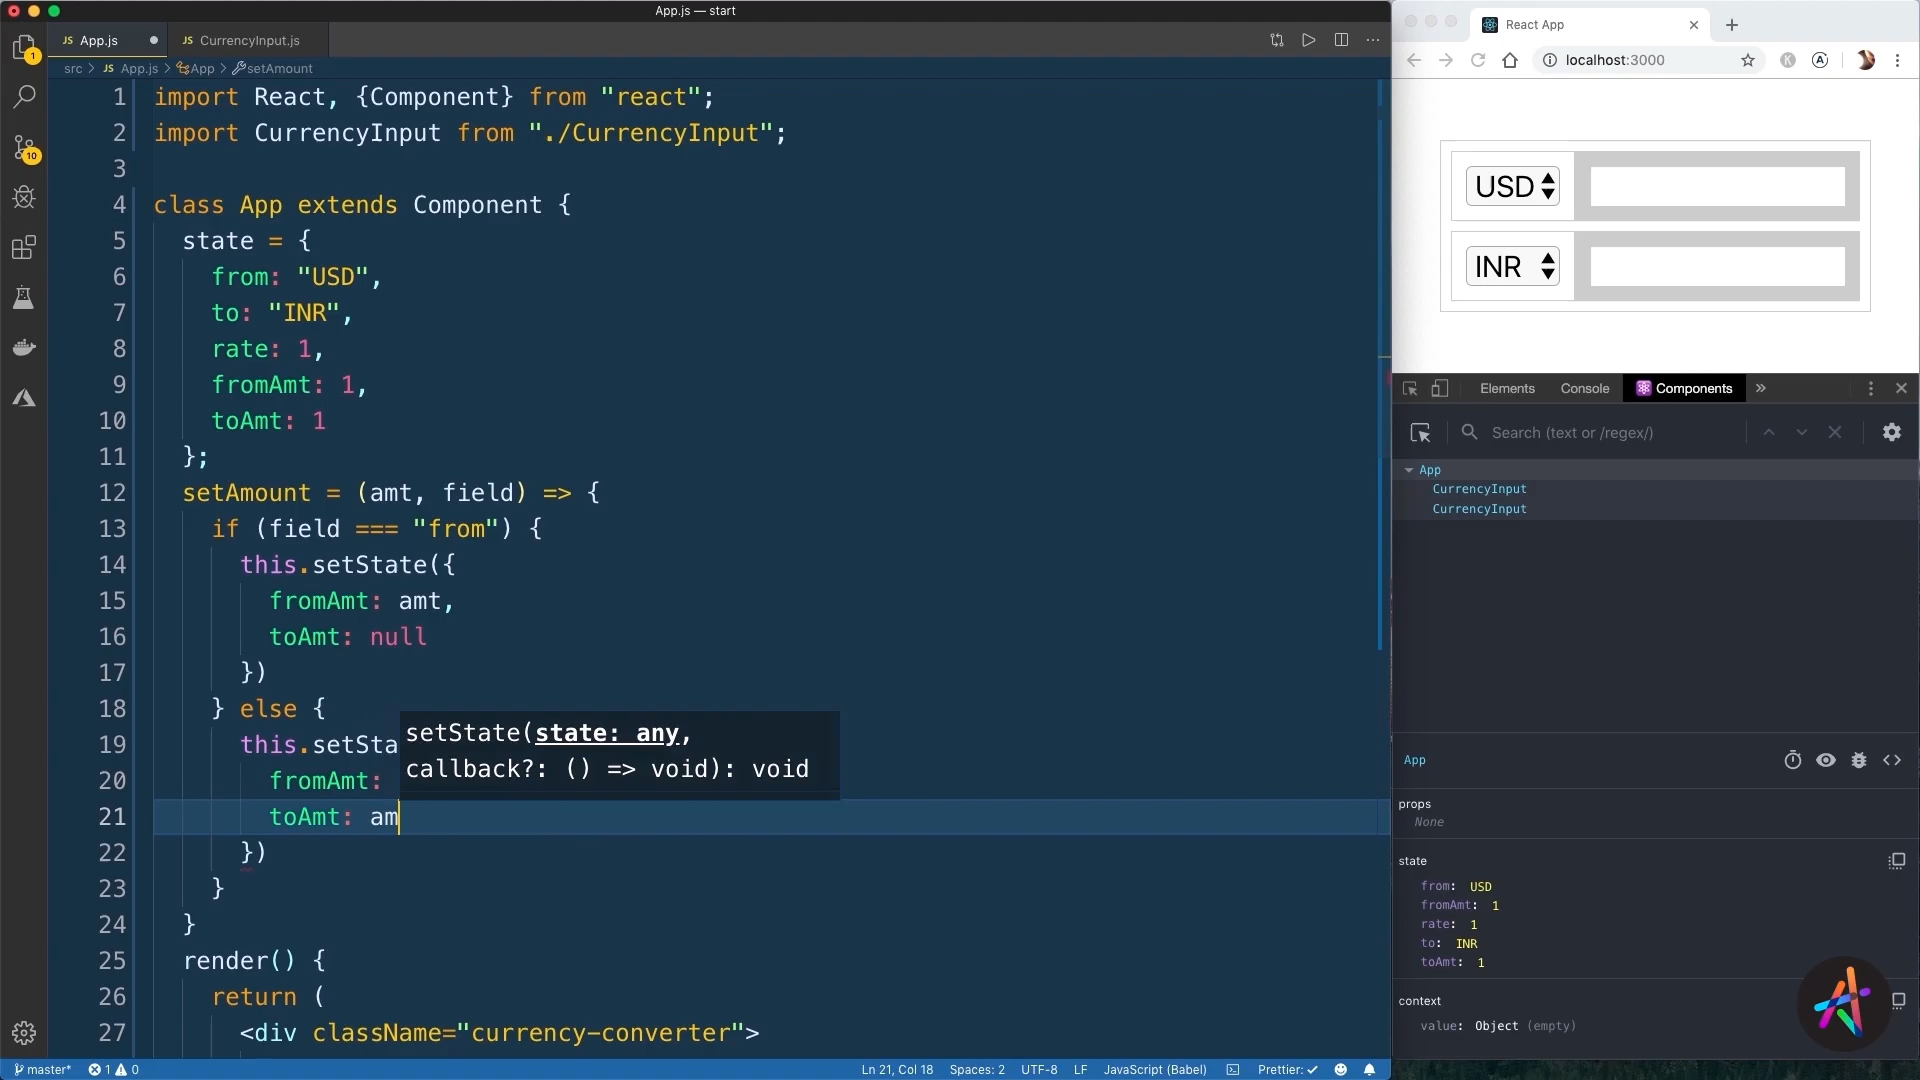 App.js — start
JS App.js
JS CurrencyInput.js
src > JS App.js > App > setAmount
1 import React, {Component} from "react";
2 import CurrencyInput from "./CurrencyInput";
3
4 class App extends Component {
5 state = {
6 from: "USD",
7 to: "INR",
8 rate: 1,
9 fromAmt: 1,
10 toAmt: 1
11 };
12 setAmount = (amt, field) => {
13 if (field === "from") {
14 this.setState({
15 fromAmt: amt,
16 toAmt: null
17 })
18 } else {
19 this.setSta
20 fromAmt:
21 toAmt: am
22 })
23 }
24 }
25 render() {
26 return (
27 <div className="currency-converter">
setState(state: any,
callback?: () => void): void
1
10
master*
1 0
Ln 21, Col 18
Spaces: 2
UTF-8
LF
JavaScript (Babel)
Prettier: ✓
React App
localhost:3000
K
A
USD
INR
Elements
Console
Components
»
Search (text or /regex/)
App
CurrencyInput
CurrencyInput
App
props
None
state
from: USD
fromAmt: 1
rate: 1
to: INR
toAmt: 1
context
value: Object (empty)